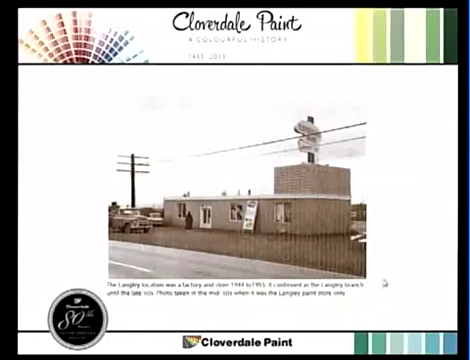 Cloverdale Paint
A COLOURFUL HISTORY
The Langley location was a factory and store 1944 to 1955. It continued as the Langley branch
until the late '60s. Photo taken in the mid '50s when it was the Langley paint store only.
Cloverdale
80th
Cloverdale Paint